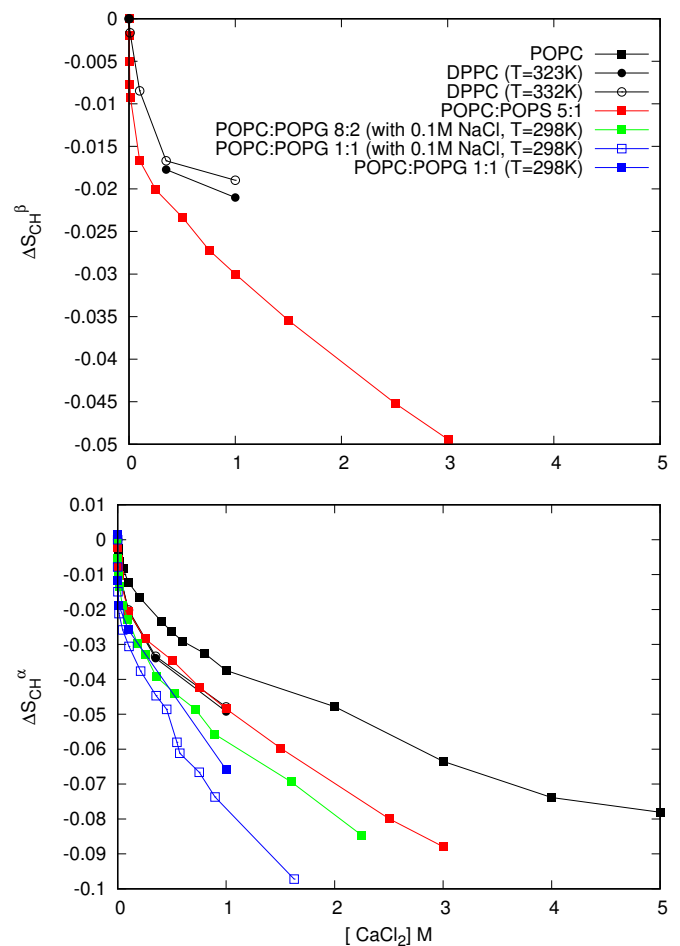 0
-0.005
-0.01
-0.015
-0.02
-0.025
-0.03
-0.035
-0.04
-0.045
-0.05
ΔS_CH^β
POPC
DPPC (T=323K)
DPPC (T=332K)
POPC:POPS 5:1
POPC:POPG 8:2 (with 0.1M NaCl, T=298K)
POPC:POPG 1:1 (with 0.1M NaCl, T=298K)
POPC:POPG 1:1 (T=298K)
0 1 2 3 4 5
0.01
0
-0.01
-0.02
-0.03
-0.04
-0.05
-0.06
-0.07
-0.08
-0.09
-0.1
ΔS_CH^α
0 1 2 3 4 5
[ CaCl₂] M